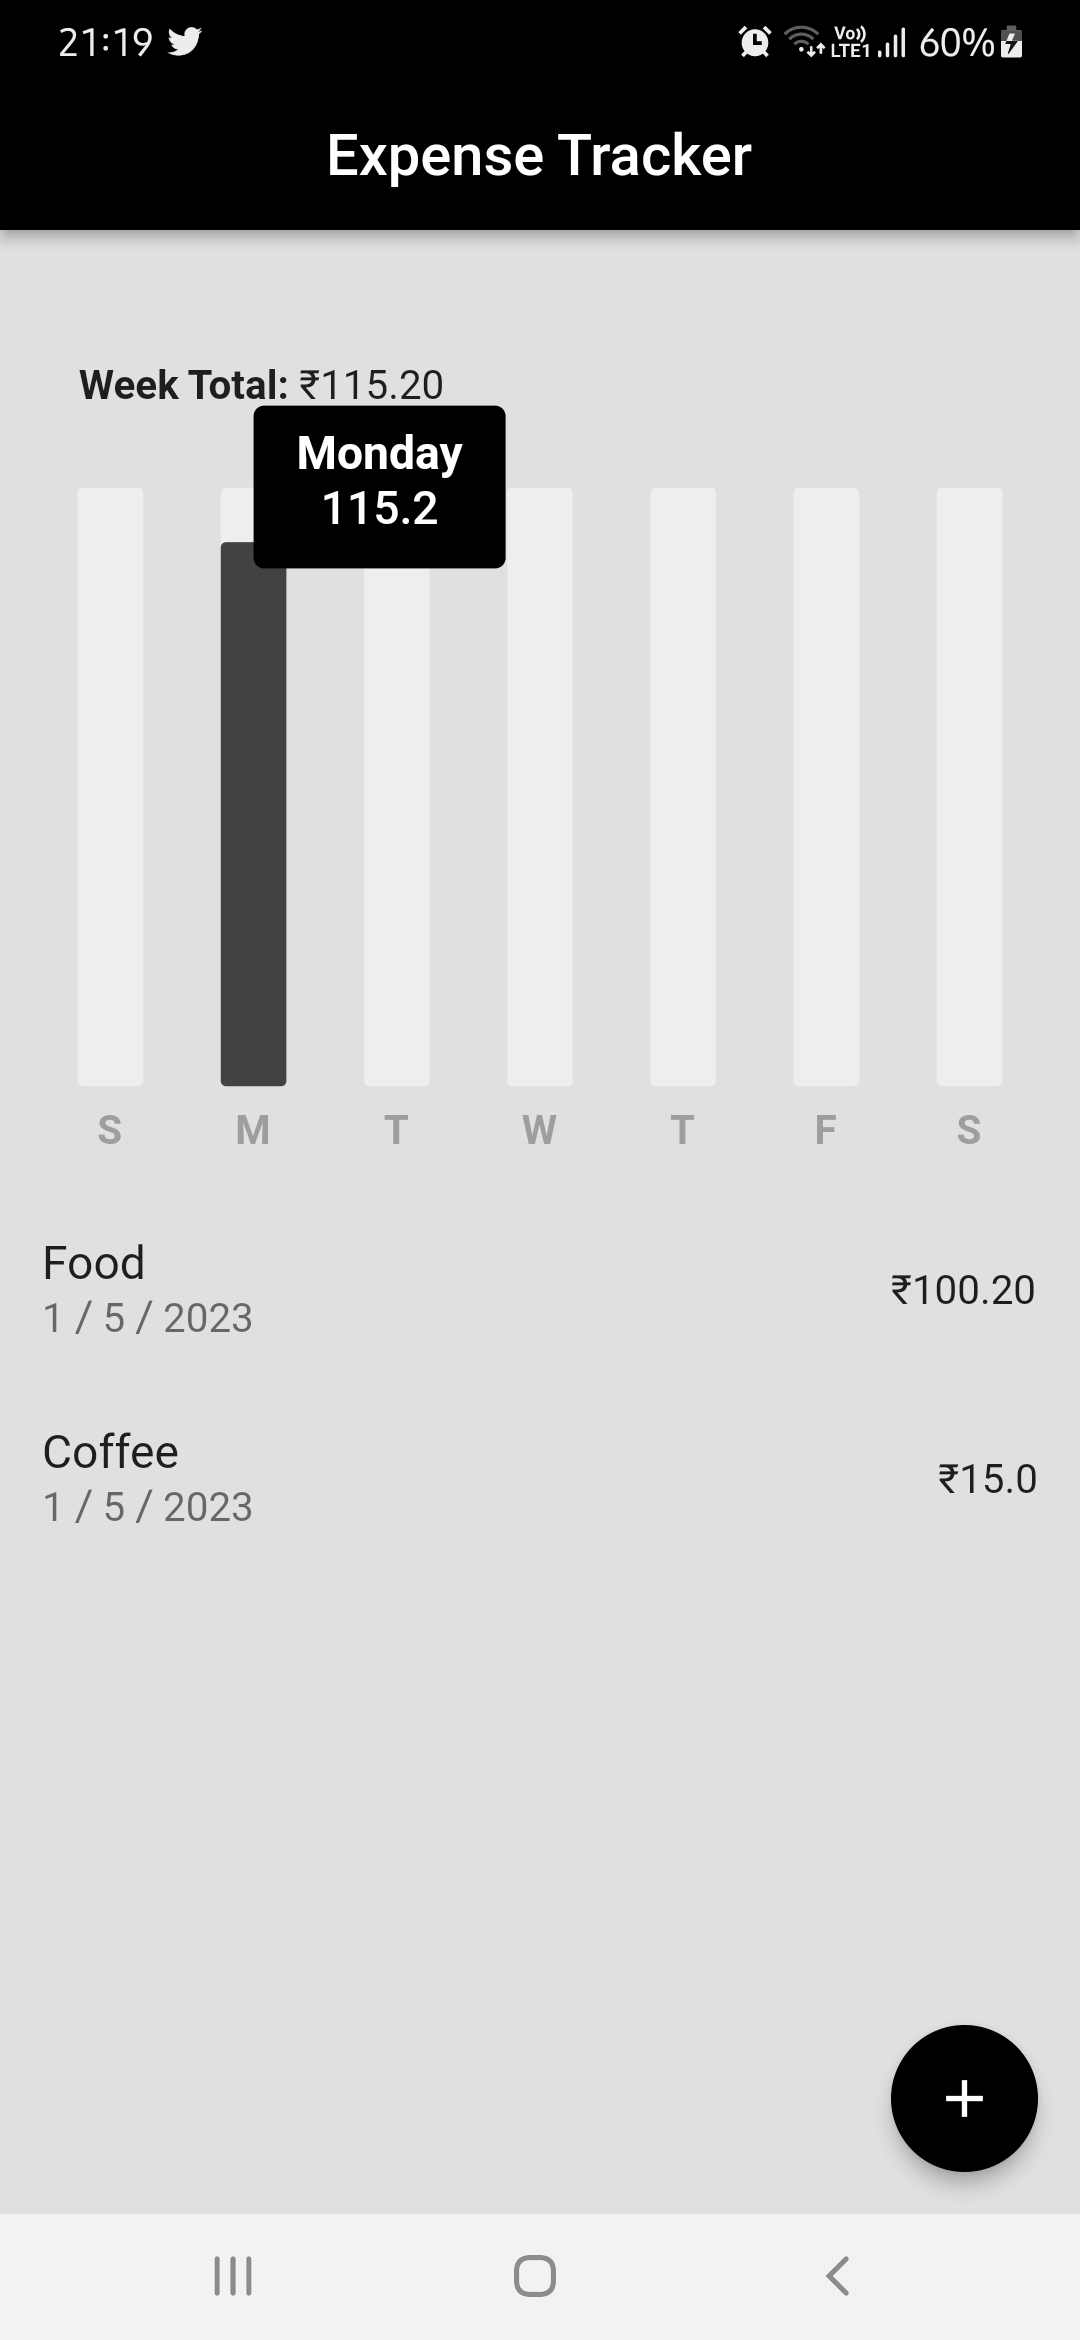 21:19
Vo)) LTE1 60%
Expense Tracker
Week Total: ₹115.20
Monday
115.2
S M T W T F S
Food
1 / 5 / 2023
₹100.20
Coffee
1 / 5 / 2023
₹15.0